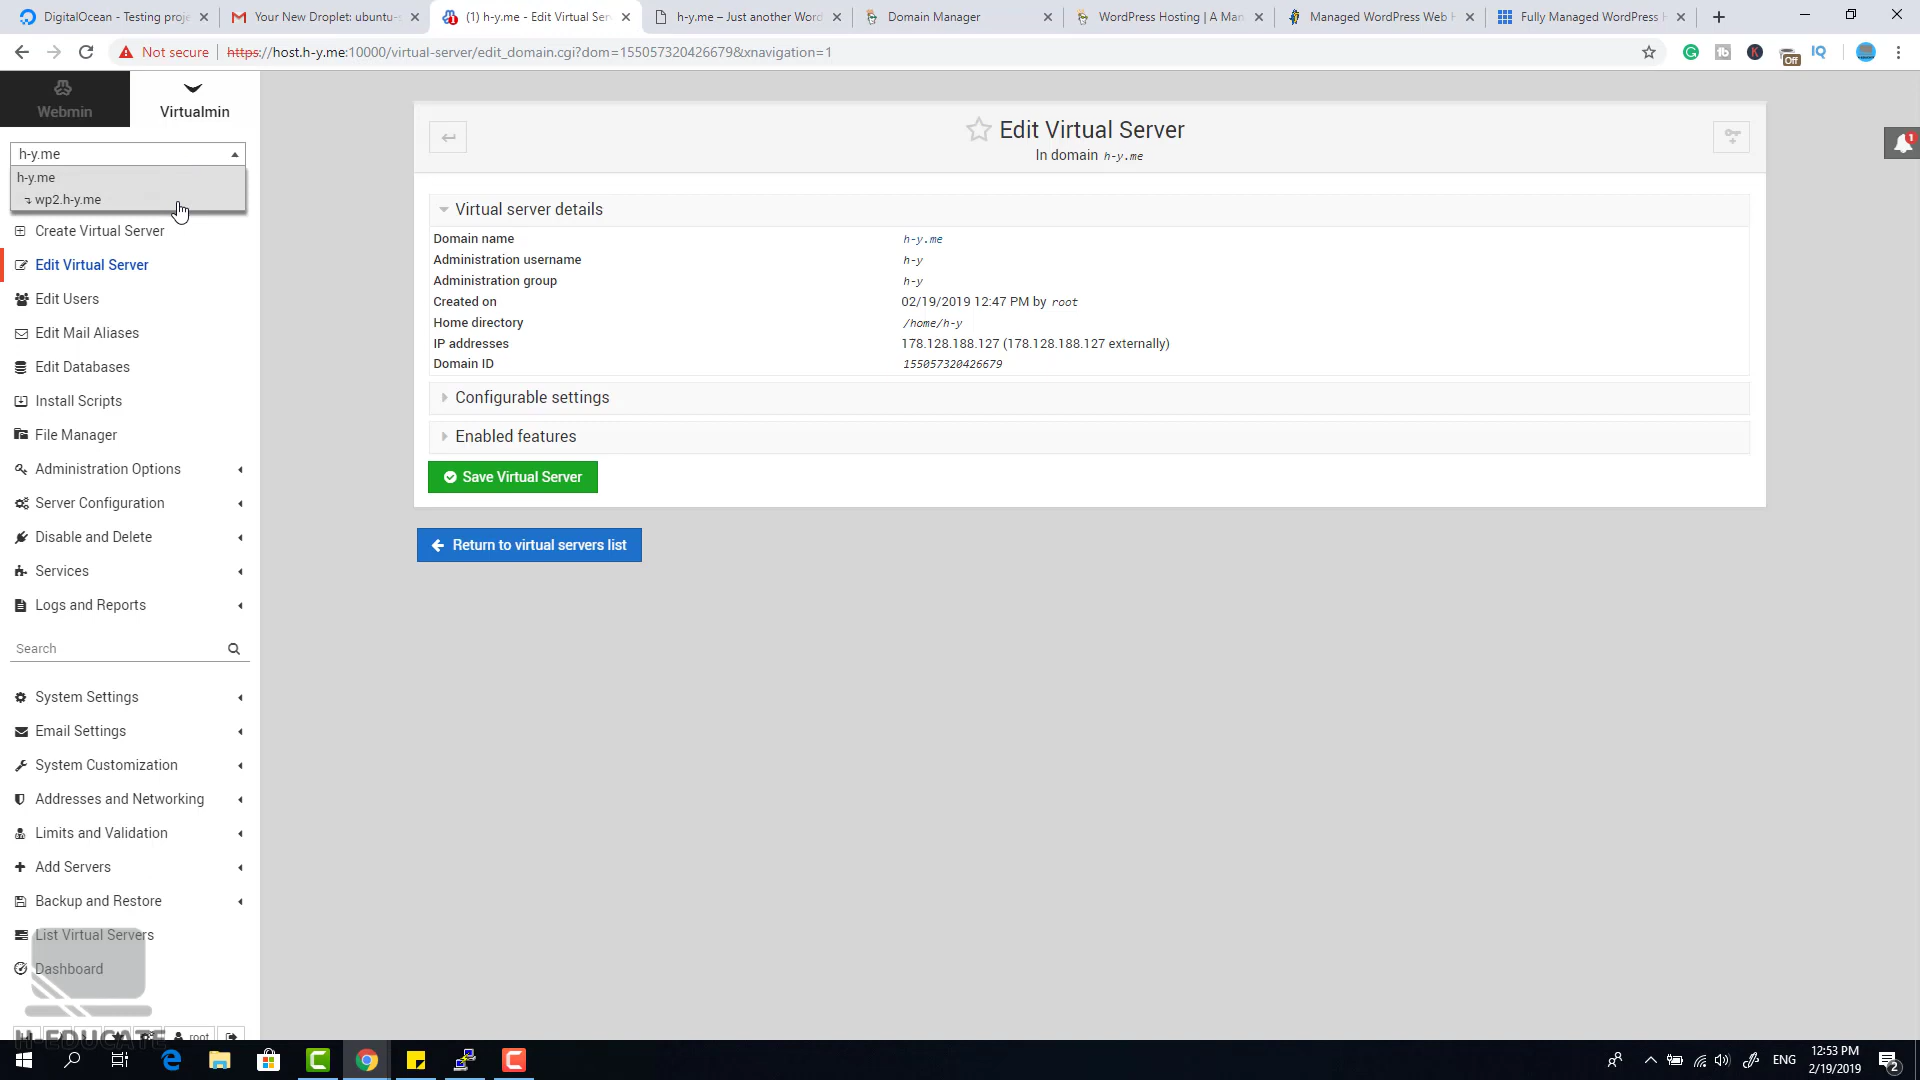 DigitalOcean - Testing proje
Your New Droplet: ubuntu-s
(1) h-y.me - Edit Virtual Serv
h-y.me – Just another Word
Domain Manager
WordPress Hosting | A Man
Managed WordPress Web H
Fully Managed WordPress H
Not secure
https://host.h-y.me:10000/virtual-server/edit_domain.cgi?dom=155057320426679&xnavigation=1
Off
Webmin
Virtualmin
h-y.me
h-y.me
wp2.h-y.me
Create Virtual Server
Edit Virtual Server
Edit Users
Edit Mail Aliases
Edit Databases
Install Scripts
File Manager
Administration Options
Server Configuration
Disable and Delete
Services
Logs and Reports
Search
System Settings
Email Settings
System Customization
Addresses and Networking
Limits and Validation
Add Servers
Backup and Restore
List Virtual Servers
Dashboard
root
H-EDUCATE
Edit Virtual Server
In domain h-y.me
1
Virtual server details
Domain name h-y.me
Administration username h-y
Administration group h-y
Created on 02/19/2019 12:47 PM by root
Home directory /home/h-y
IP addresses 178.128.188.127 (178.128.188.127 externally)
Domain ID 155057320426679
Configurable settings
Enabled features
Save Virtual Server
Return to virtual servers list
ENG
12:53 PM
2/19/2019
2